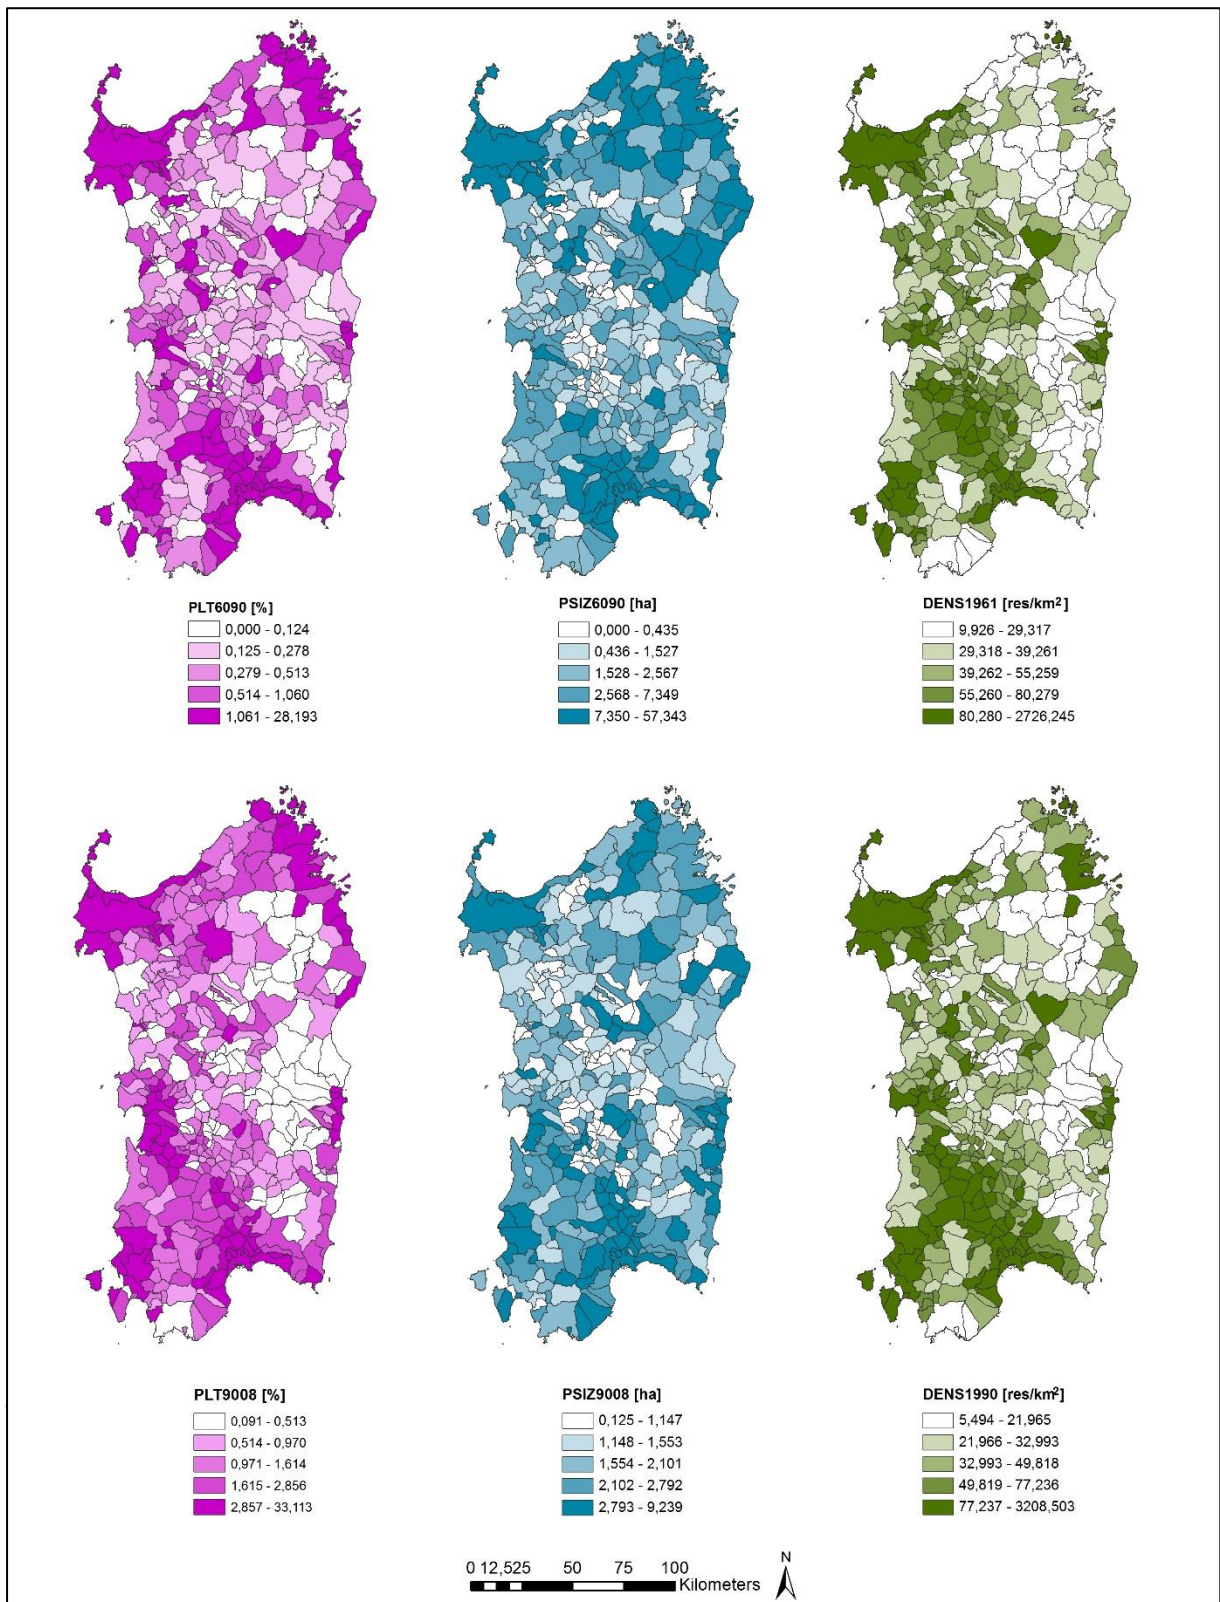 PLT6090 [%]
0,000 - 0,124
0,125 - 0,278
0,279 - 0,513
0,514 - 1,060
1,061 - 28,193
PSIZ6090 [ha]
0,000 - 0,435
0,436 - 1,527
1,528 - 2,567
2,568 - 7,349
7,350 - 57,343
DENS1961 [res/km²]
9,926 - 29,317
29,318 - 39,261
39,262 - 55,259
55,260 - 80,279
80,280 - 2726,245
PLT9008 [%]
0,091 - 0,513
0,514 - 0,970
0,971 - 1,614
1,615 - 2,856
2,857 - 33,113
PSIZ9008 [ha]
0,125 - 1,147
1,148 - 1,553
1,554 - 2,101
2,102 - 2,792
2,793 - 9,239
DENS1990 [res/km²]
5,494 - 21,965
21,966 - 32,993
32,993 - 49,818
49,819 - 77,236
77,237 - 3208,503
0 12,525 50 75 100
Kilometers
N